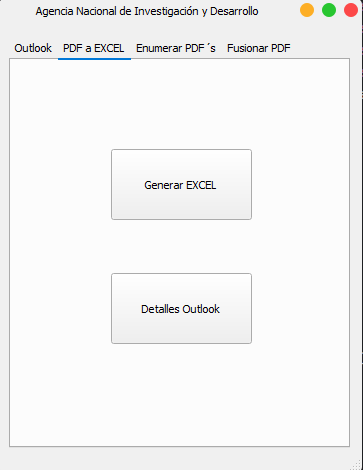 Agencia Nacional de Investigación y Desarrollo
Outlook PDF a EXCEL Enumerar PDF´s Fusionar PDF
Generar EXCEL
Detalles Outlook